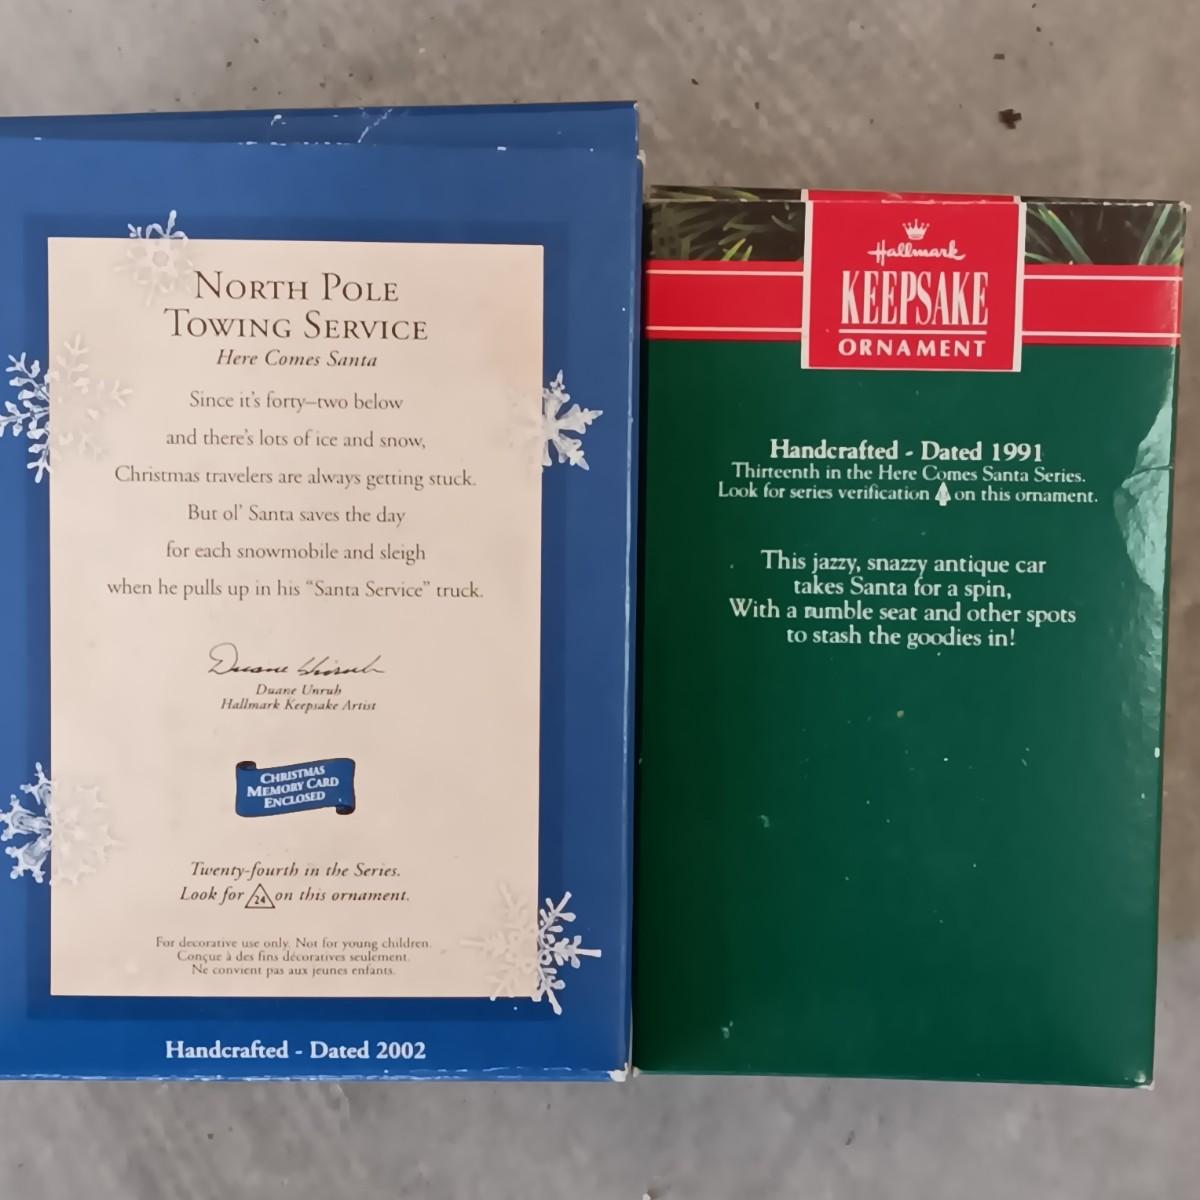 NORTH POLE
TOWING SERVICE
Here Comes Santa
Since it's forty–two below
and there's lots of ice and snow,
Christmas travelers are always getting stuck.
But ol' Santa saves the day
for each snowmobile and sleigh
when he pulls up in his "Santa Service" truck.
Duane Unruh
Duane Unruh
Hallmark Keepsake Artist
CHRISTMAS
MEMORY CARD
ENCLOSED
Twenty-fourth in the Series.
Look for 24 on this ornament.
For decorative use only. Not for young children.
Conçue à des fins décoratives seulement.
Ne convient pas aux jeunes enfants.
Handcrafted - Dated 2002
Hallmark
KEEPSAKE
ORNAMENT
Handcrafted - Dated 1991
Thirteenth in the Here Comes Santa Series.
Look for series verification on this ornament.
This jazzy, snazzy antique car
takes Santa for a spin,
With a rumble seat and other spots
to stash the goodies in!